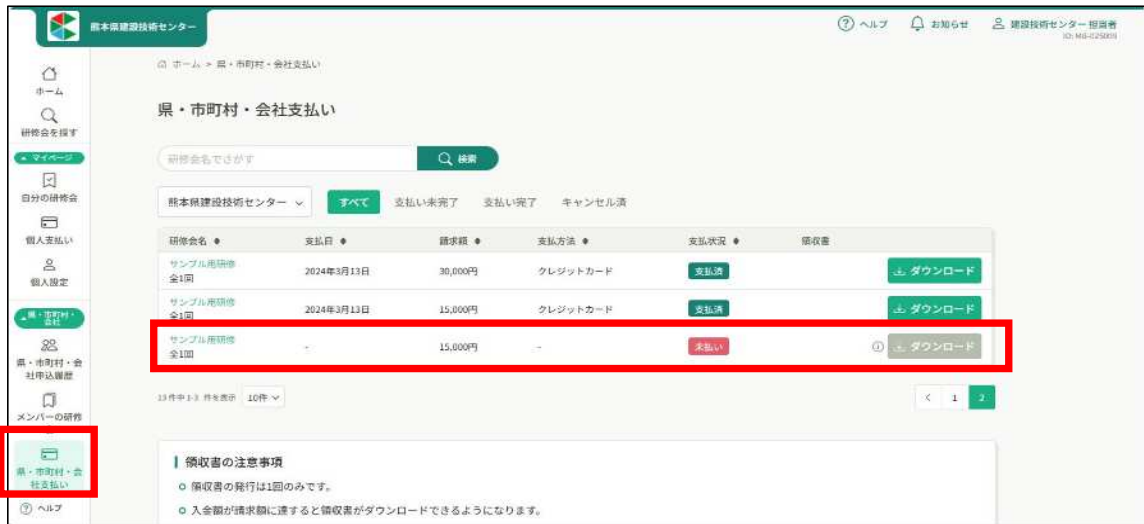 熊本県建設技術センター
ヘルプ
お知らせ
建設技術センター 担当者
ホーム
研修会を探す
マイページ
自分の研修会
個人支払い
個人設定
県・市町村・会社
県・市町村・会社申込履歴
メンバーの研修
県・市町村・会社支払い
ヘルプ
ホーム > 県・市町村・会社支払い
県・市町村・会社支払い
研修会名でさがす
検索
熊本県建設技術センター
すべて 支払い未完了 支払い完了 キャンセル済
研修会名 支払日 請求額 支払方法 支払状況 領収書
サンプル用研修
全1回 2024年3月13日 30,000円 クレジットカード 支払済 ダウンロード
サンプル用研修
全1回 2024年3月13日 15,000円 クレジットカード 支払済 ダウンロード
サンプル用研修
全1回 - 15,000円 - 未払い ダウンロード
13件中1-3 件を表示 10件
< 1 2
領収書の注意事項
領収書の発行は1回のみです。
入金額が請求額に達すると領収書がダウンロードできるようになります。